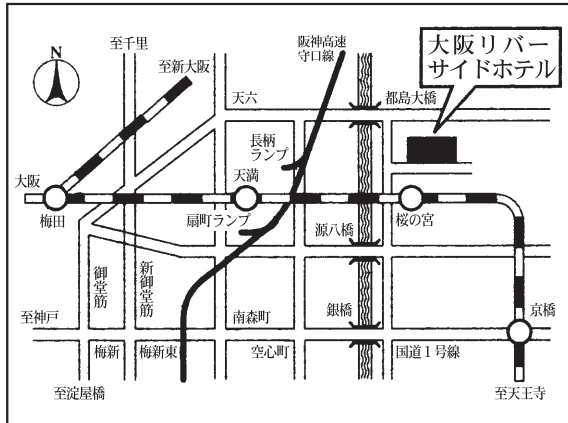 N
至千里
至新大阪
阪神高速
守口線
大阪リバー
サイドホテル
天六
都島大橋
長柄
ランプ
大阪
天満
梅田
扇町ランプ
源八橋
桜の宮
御堂筋
新御堂筋
至神戸
南森町
銀橋
京橋
梅新
梅新東
空心町
国道1号線
至淀屋橋
至天王寺